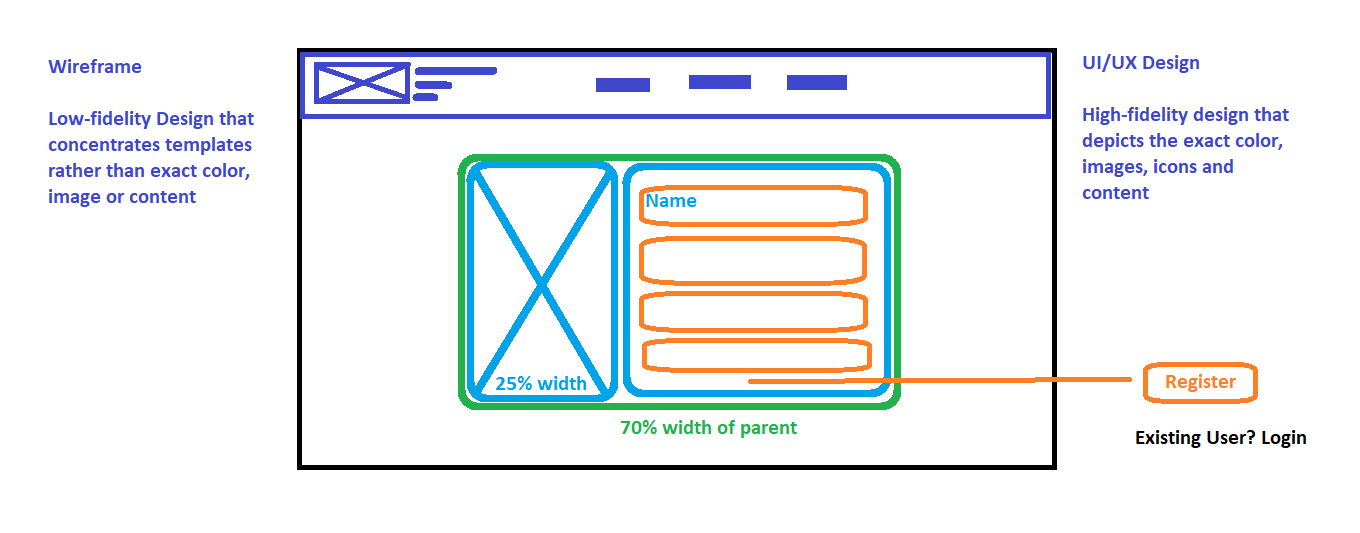 Wireframe
Low-fidelity Design that
concentrates templates
rather than exact color,
image or content
Name
25% width
70% width of parent
UI/UX Design
High-fidelity design that
depicts the exact color,
images, icons and
content
Register
Existing User? Login